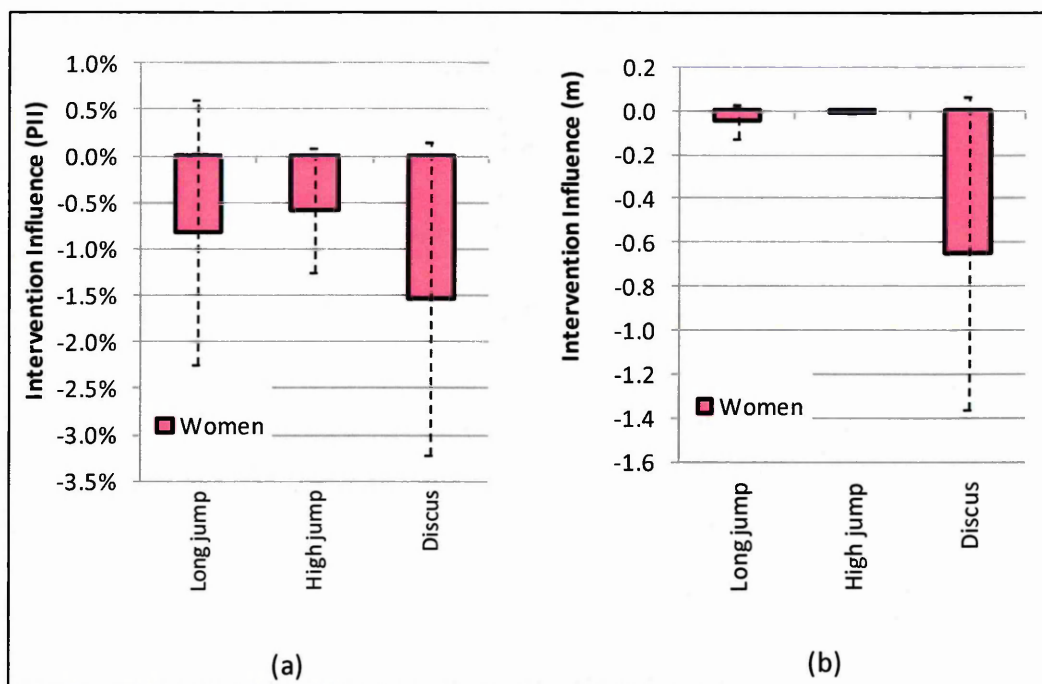 Intervention Influence (PII)
1.0%
0.5%
0.0%
-0.5%
-1.0%
-1.5%
-2.0%
-2.5%
-3.0%
-3.5%
Women
Long jump
High jump
Discus
(a)
Intervention Influence (m)
0.2
0.0
-0.2
-0.4
-0.6
-0.8
-1.0
-1.2
-1.4
-1.6
Women
Long jump
High jump
Discus
(b)